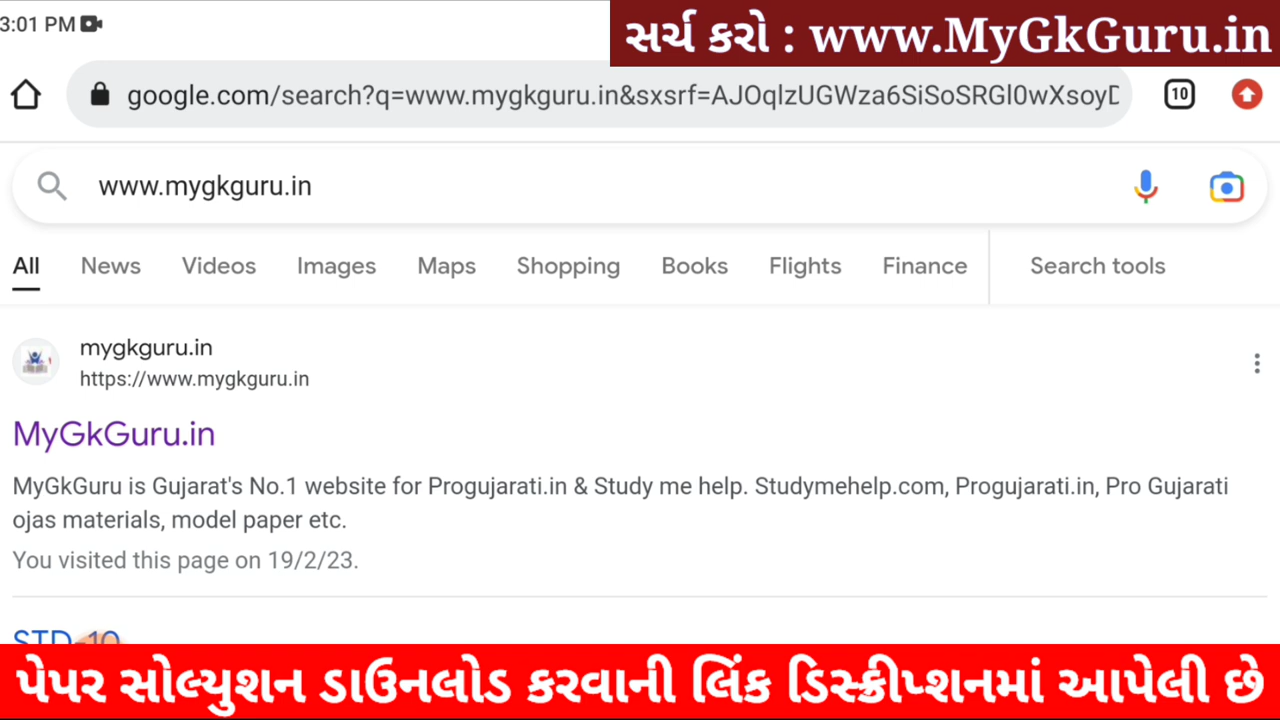 3:01 PM
સર્ચ કરો : www.MyGkGuru.in
google.com/search?q=www.mygkguru.in&sxsrf=AJOqlzUGWza6SiSoSRGl0wXsoyD
10
www.mygkguru.in
All News Videos Images Maps Shopping Books Flights Finance Search tools
mygkguru.in
https://www.mygkguru.in
MyGkGuru.in
MyGkGuru is Gujarat's No.1 website for Progujarati.in & Study me help. Studymehelp.com, Progujarati.in, Pro Gujarati
ojas materials, model paper etc.
You visited this page on 19/2/23.
STD-10
પેપર સોલ્યુશન ડાઉનલોડ કરવાની લિંક ડિસ્ક્રીપ્શનમાં આપેલી છે